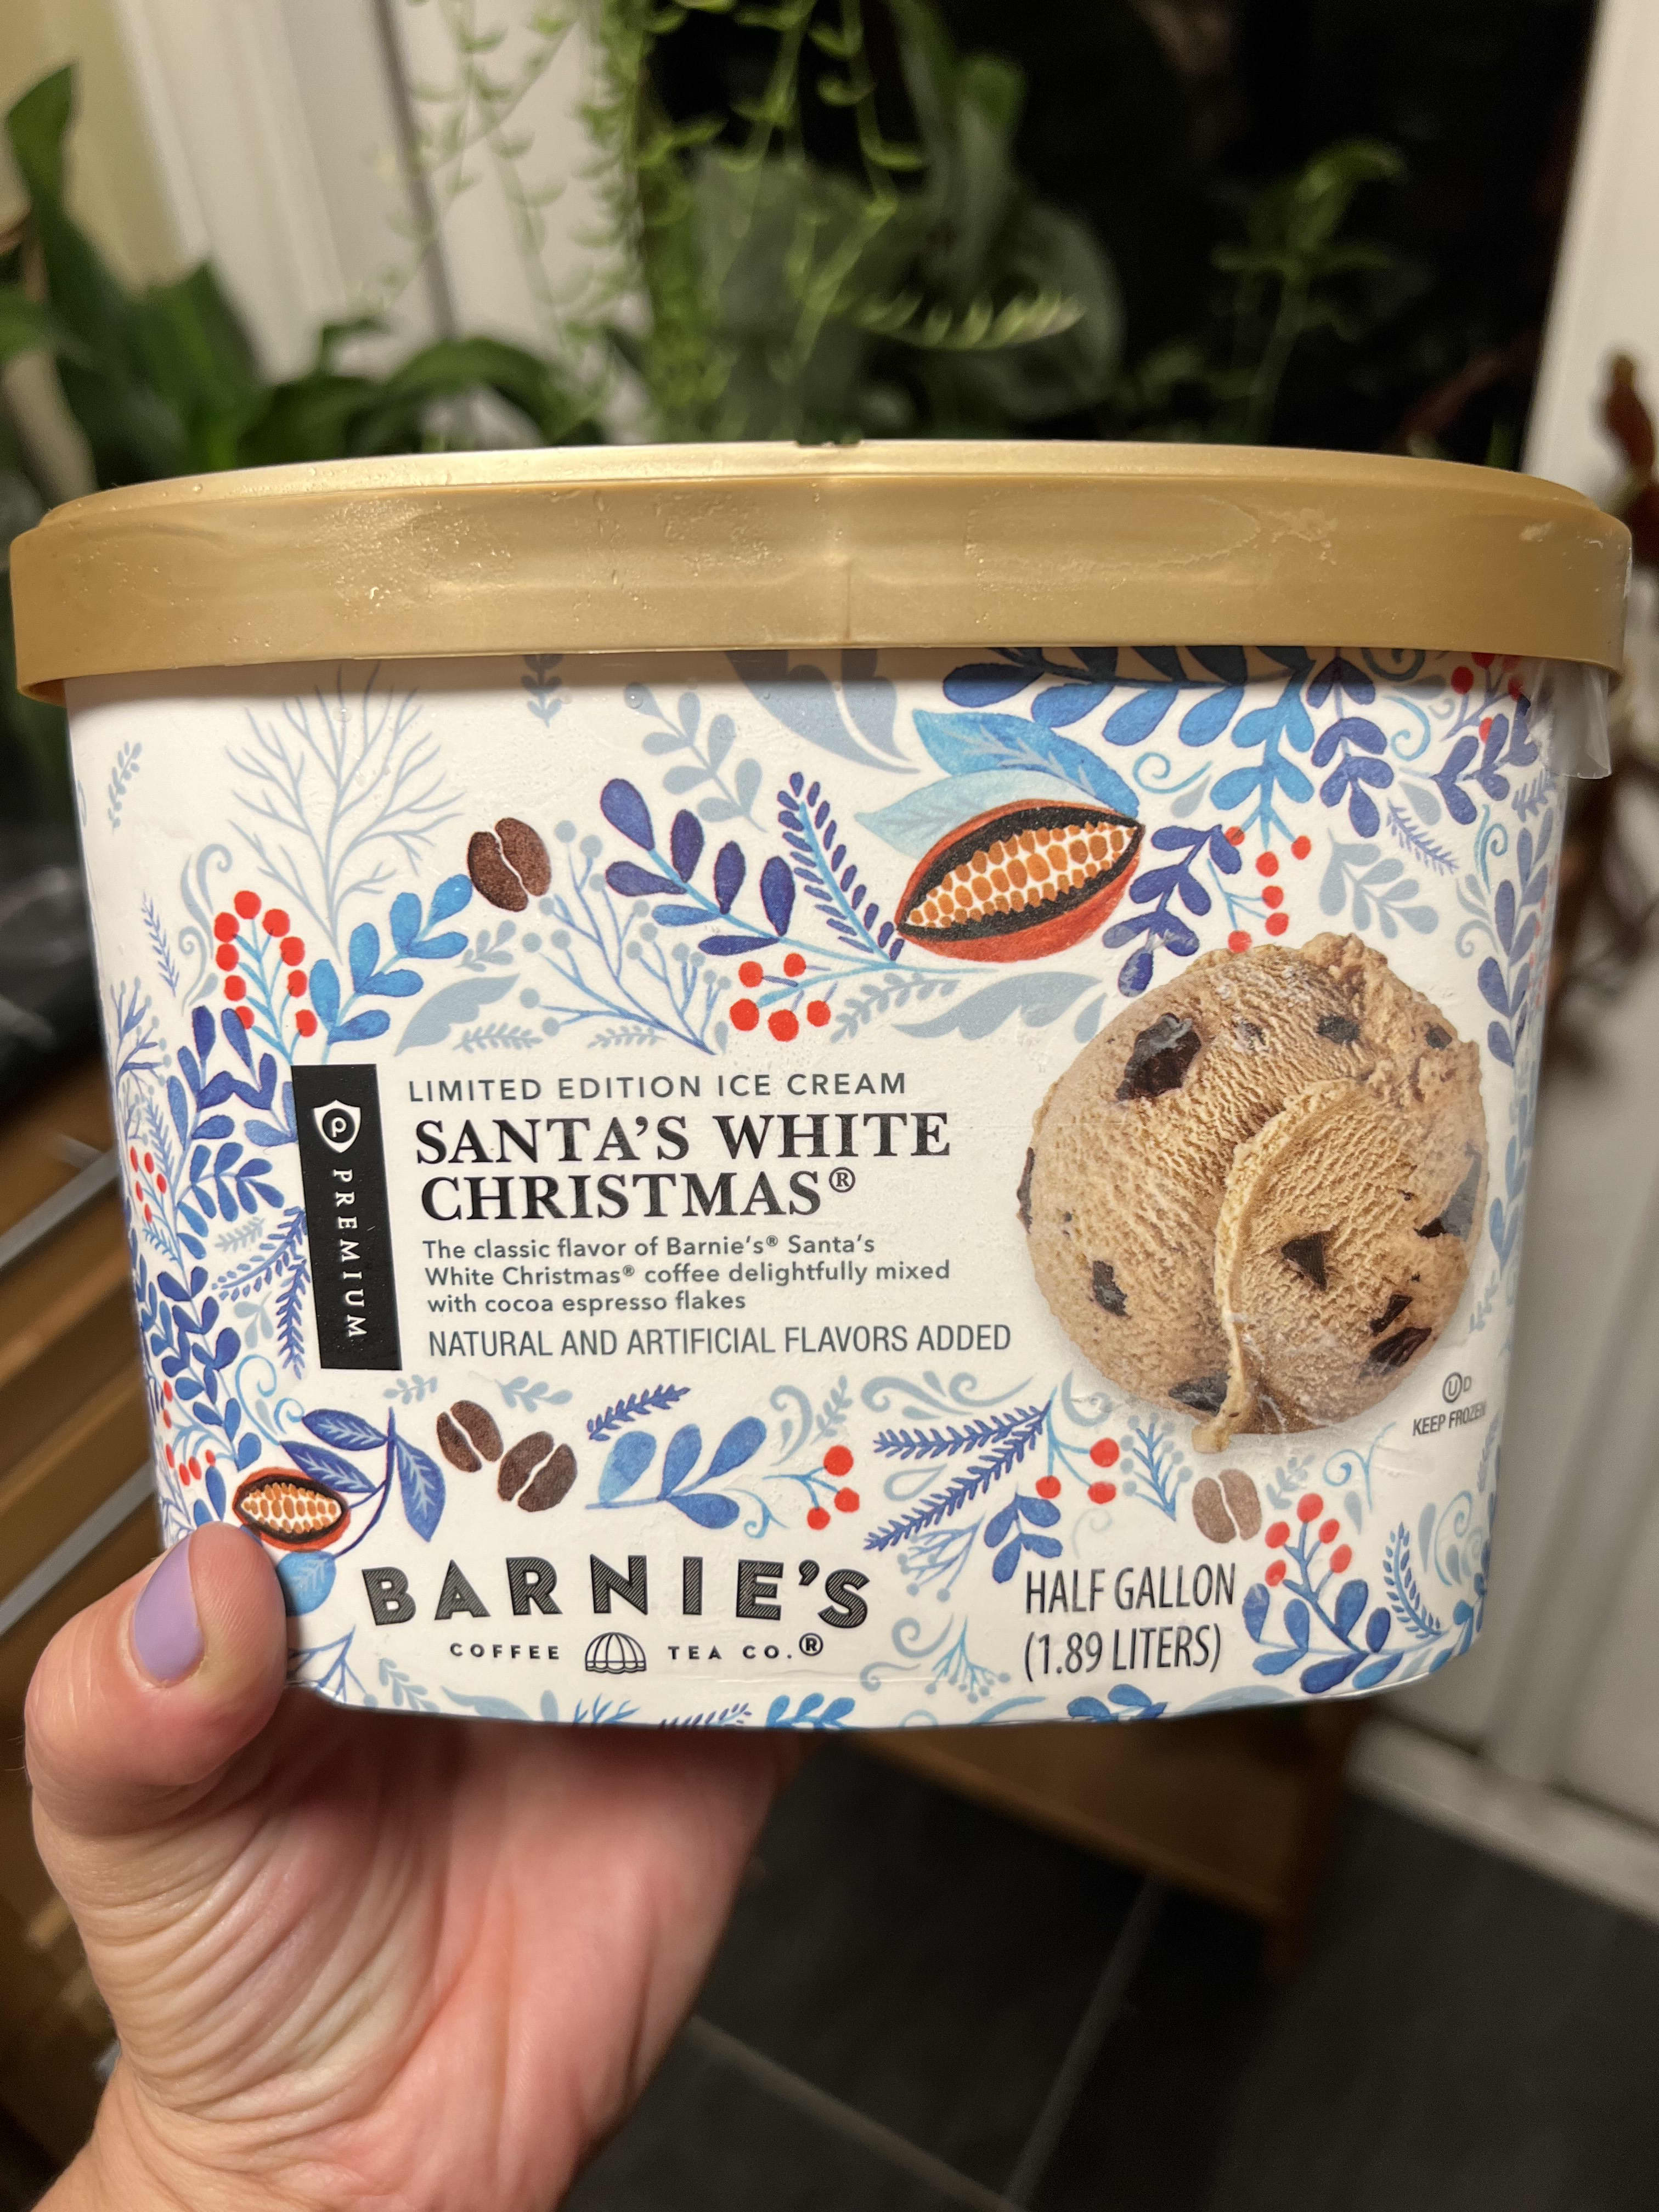 LIMITED EDITION ICE CREAM
SANTA'S WHITE
CHRISTMAS®
The classic flavor of Barnie's® Santa's
White Christmas® coffee delightfully mixed
with cocoa espresso flakes
NATURAL AND ARTIFICIAL FLAVORS ADDED
P PREMIUM
U D
KEEP FROZEN
BARNIE'S
COFFEE TEA CO.®
HALF GALLON
(1.89 LITERS)